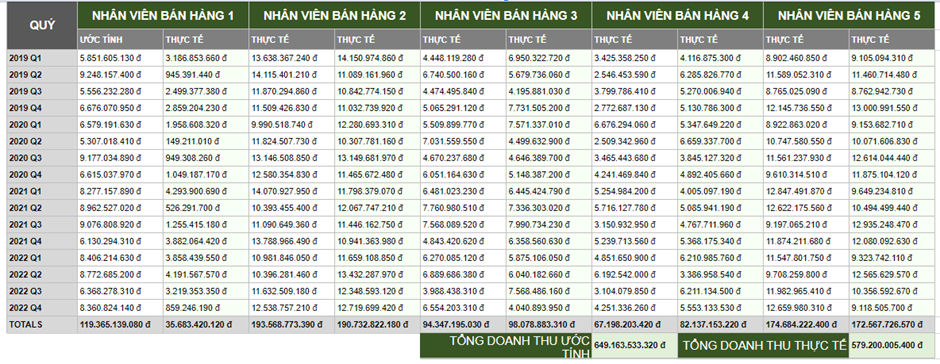 QUÝ NHÂN VIÊN BÁN HÀNG 1 NHÂN VIÊN BÁN HÀNG 2 NHÂN VIÊN BÁN HÀNG 3 NHÂN VIÊN BÁN HÀNG 4 NHÂN VIÊN BÁN HÀNG 5
ƯỚC TÍNH THỰC TẾ THỰC TẾ THỰC TẾ THỰC TẾ THỰC TẾ THỰC TẾ THỰC TẾ THỰC TẾ THỰC TẾ
2019 Q1 5.851.605.130 đ 3.186.853.660 đ 13.638.367.240 đ 14.150.974.860 đ 4.448.119.280 đ 6.950.322.720 đ 3.425.358.250 đ 4.116.875.300 đ 8.902.460.850 đ 9.105.094.310 đ
2019 Q2 9.248.157.400 đ 945.391.440 đ 14.115.401.210 đ 11.089.161.960 đ 6.740.500.160 đ 5.679.736.060 đ 2.546.453.590 đ 6.285.826.770 đ 11.589.052.310 đ 11.460.714.480 đ
2019 Q3 5.556.232.280 đ 2.499.377.380 đ 11.870.294.860 đ 10.842.774.150 đ 4.474.495.840 đ 4.195.881.030 đ 3.799.786.410 đ 5.270.006.940 đ 8.765.025.090 đ 8.762.942.730 đ
2019 Q4 6.676.070.950 đ 2.859.204.230 đ 11.509.426.830 đ 11.032.739.920 đ 5.065.291.120 đ 7.731.505.200 đ 2.772.687.130 đ 5.130.786.300 đ 12.145.736.550 đ 13.000.991.550 đ
2020 Q1 6.579.191.630 đ 1.958.608.320 đ 9.990.518.740 đ 12.280.693.310 đ 5.509.899.770 đ 7.571.337.010 đ 6.676.294.060 đ 5.347.649.220 đ 8.922.863.020 đ 9.153.682.710 đ
2020 Q2 5.307.018.410 đ 149.211.010 đ 11.824.507.730 đ 10.307.781.160 đ 7.031.559.550 đ 4.499.632.900 đ 2.509.342.960 đ 6.659.337.700 đ 10.747.580.550 đ 10.071.606.830 đ
2020 Q3 9.177.034.890 đ 949.308.260 đ 13.146.508.850 đ 13.149.681.970 đ 4.670.237.680 đ 4.646.389.700 đ 3.465.443.680 đ 3.845.127.320 đ 11.561.237.930 đ 12.614.044.440 đ
2020 Q4 6.615.037.970 đ 1.049.187.170 đ 12.580.354.830 đ 11.465.672.480 đ 6.051.164.630 đ 5.148.387.200 đ 4.241.469.840 đ 4.892.405.660 đ 9.610.314.510 đ 11.875.104.120 đ
2021 Q1 8.277.157.890 đ 4.293.900.690 đ 14.070.927.950 đ 11.798.379.070 đ 6.481.023.230 đ 6.445.424.790 đ 5.254.984.200 đ 4.005.097.190 đ 12.847.491.870 đ 9.649.234.810 đ
2021 Q2 8.962.527.020 đ 526.291.700 đ 10.393.455.400 đ 12.067.747.210 đ 7.760.980.510 đ 7.336.303.020 đ 5.716.127.780 đ 5.085.941.190 đ 12.622.175.560 đ 10.494.499.440 đ
2021 Q3 9.076.808.920 đ 1.255.415.180 đ 11.090.649.360 đ 11.446.162.750 đ 7.568.089.520 đ 7.990.734.230 đ 3.150.932.950 đ 4.767.711.960 đ 9.197.065.210 đ 12.935.248.470 đ
2021 Q4 6.130.294.310 đ 3.882.064.420 đ 13.788.966.490 đ 10.941.363.980 đ 4.843.420.620 đ 6.358.560.630 đ 5.239.713.560 đ 5.368.175.340 đ 11.874.211.680 đ 12.080.092.630 đ
2022 Q1 8.406.214.630 đ 3.858.439.550 đ 10.981.846.050 đ 11.659.108.850 đ 6.270.085.120 đ 5.875.106.050 đ 4.851.650.900 đ 6.210.985.760 đ 11.547.801.750 đ 9.323.742.110 đ
2022 Q2 8.772.685.200 đ 4.191.567.570 đ 10.396.281.460 đ 13.432.287.970 đ 6.889.686.380 đ 6.040.182.660 đ 6.192.542.000 đ 3.386.958.540 đ 9.708.259.800 đ 12.565.629.570 đ
2022 Q3 6.368.278.310 đ 3.219.353.350 đ 11.632.509.180 đ 12.348.593.120 đ 3.988.438.310 đ 7.568.486.160 đ 3.104.079.850 đ 6.211.134.500 đ 11.982.965.410 đ 10.356.592.670 đ
2022 Q4 8.360.824.140 đ 859.246.190 đ 12.538.757.210 đ 12.719.699.420 đ 6.554.203.310 đ 4.040.893.950 đ 4.251.336.260 đ 5.553.133.530 đ 12.659.980.310 đ 9.118.505.700 đ
TOTALS 119.365.139.080 đ 35.683.420.120 đ 193.568.773.390 đ 190.732.822.180 đ 94.347.195.030 đ 98.078.883.310 đ 67.198.203.420 đ 82.137.153.220 đ 174.684.222.400 đ 172.567.726.570 đ
TỔNG DOANH THU ƯỚC TÍNH 649.163.533.320 đ TỔNG DOANH THU THỰC TẾ 579.200.005.400 đ